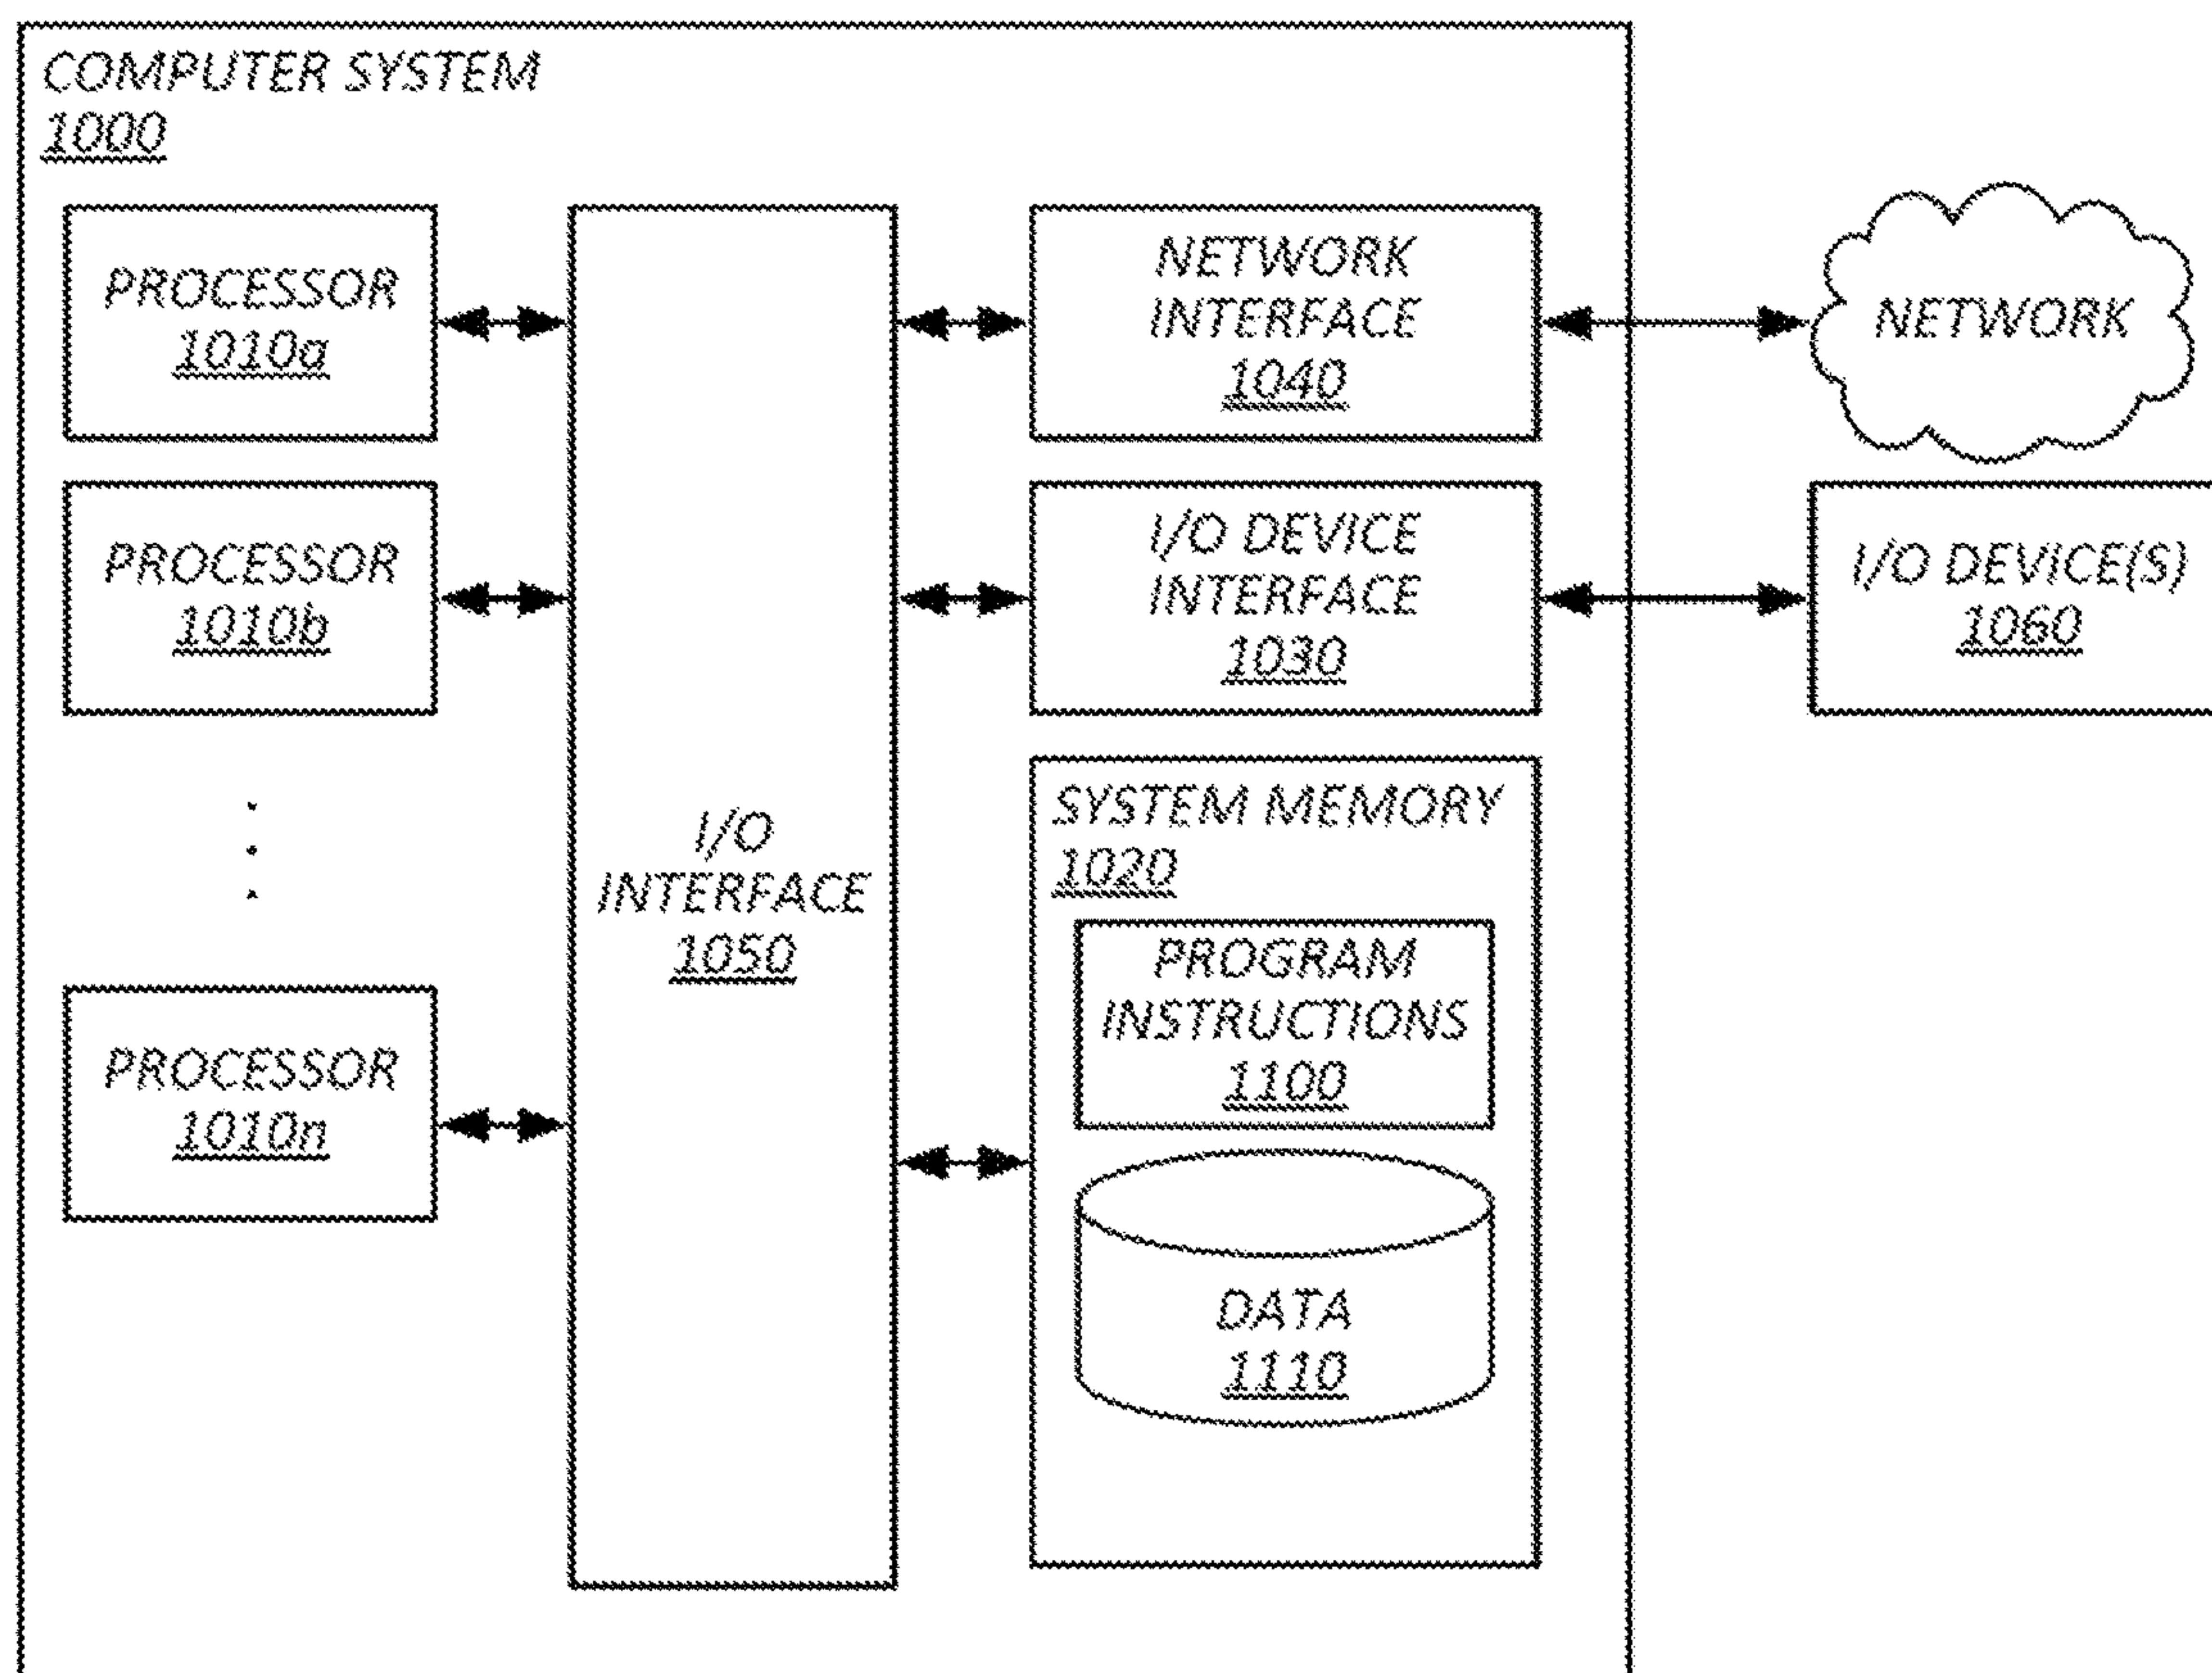 COMPUTER SYSTEM
1000
PROCESSOR
1010a
PROCESSOR
1010b
PROCESSOR
1010n
I/O
INTERFACE
1050
NETWORK
INTERFACE
1040
I/O DEVICE
INTERFACE
1030
SYSTEM MEMORY
1020
PROGRAM
INSTRUCTIONS
1100
DATA
1110
NETWORK
I/O DEVICE(S)
1060